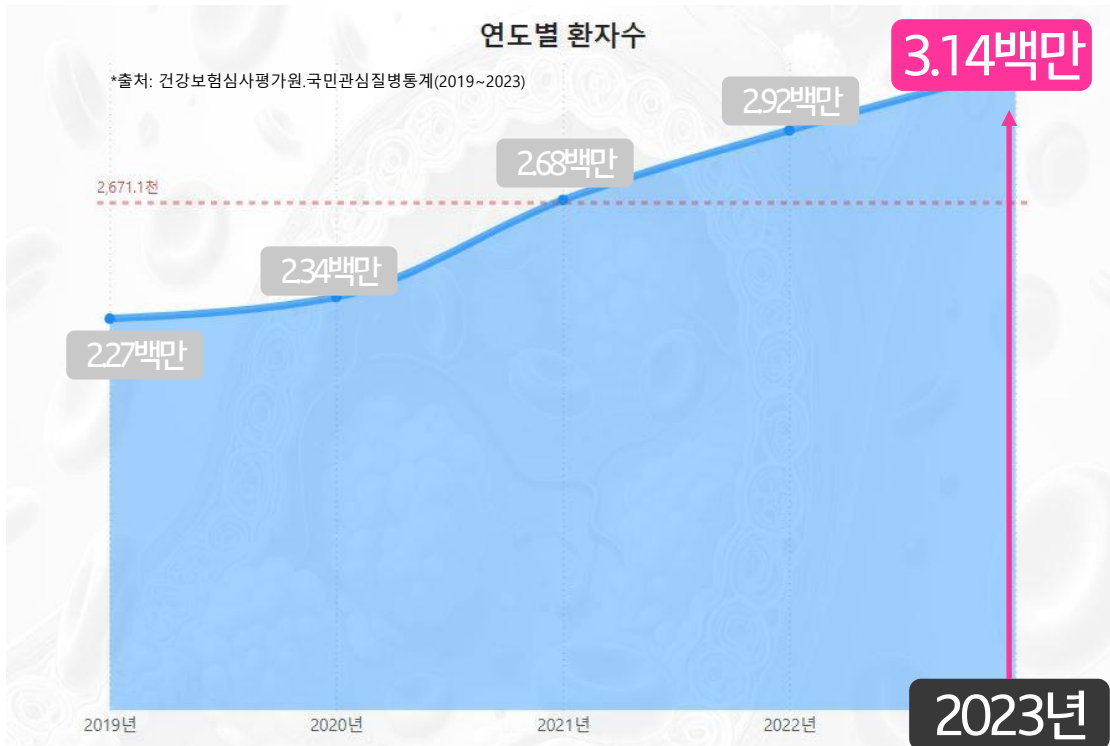 연도별 환자수
3.14백만
*출처: 건강보험심사평가원.국민관심질병통계(2019~2023)
2.92백만
2.68백만
2,671.1천
2.34백만
2.27백만
2019년
2020년
2021년
2022년
2023년